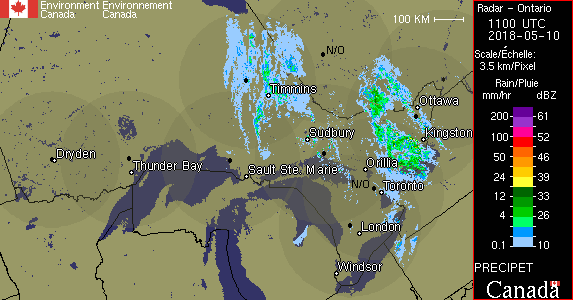 Environment Environnement
Canada Canada
100 KM
N/O
Timmins
Ottawa
Sudbury
Kingston
Dryden
Thunder Bay
Sault Ste. Marie
Orillia
N/O
Toronto
London
Windsor
Radar - Ontario
1100 UTC
2018-05-10
Scale/Échelle:
3.5 km/Pixel
Rain/Pluie
mm/hr dBZ
200 61
100 52
50 46
24 39
12 33
4 26
0.1 10
PRECIPET
Canada